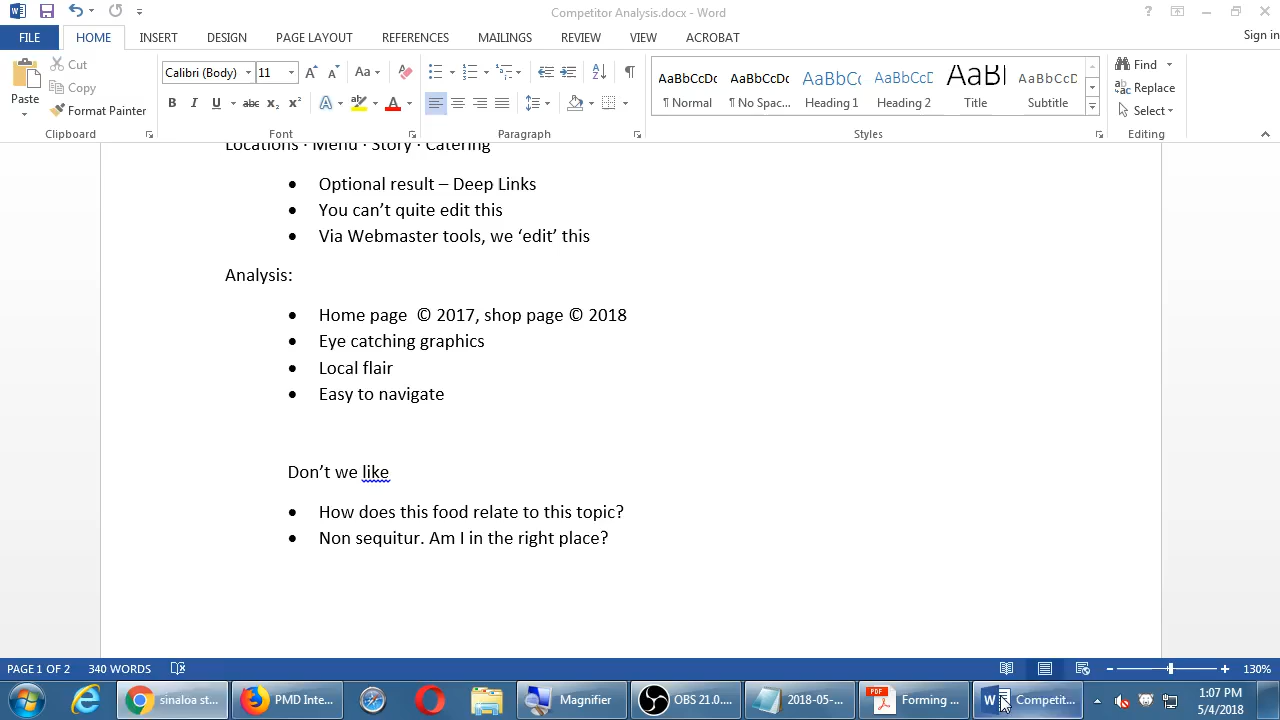 Competitor Analysis.docx - Word
FILE HOME INSERT DESIGN PAGE LAYOUT REFERENCES MAILINGS REVIEW VIEW ACROBAT Sign in
Paste
Cut
Copy
Format Painter
Clipboard
Calibri (Body) 11
Font
Paragraph
AaBbCcDc AaBbCcDc AaBbCc AaBbCcD AaBb AaBbCcD
¶ Normal ¶ No Spac... Heading 1 Heading 2 Title Subtitle
Styles
Find
Replace
Select
Editing
Locations · Menu · Story · Catering
• Optional result – Deep Links
• You can’t quite edit this
• Via Webmaster tools, we ‘edit’ this
Analysis:
• Home page © 2017, shop page © 2018
• Eye catching graphics
• Local flair
• Easy to navigate
Don’t we like
• How does this food relate to this topic?
• Non sequitur. Am I in the right place?
PAGE 1 OF 2 340 WORDS 130%
sinaloa st... PMD Inte... Magnifier OBS 21.0.... 2018-05-... Forming ... Competit... 1:07 PM
5/4/2018